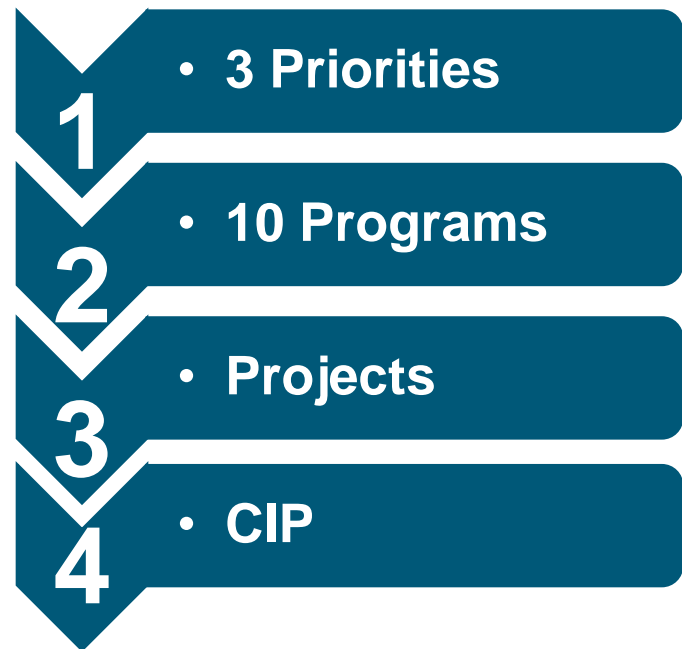 1
• 3 Priorities
2
• 10 Programs
3
• Projects
4
• CIP